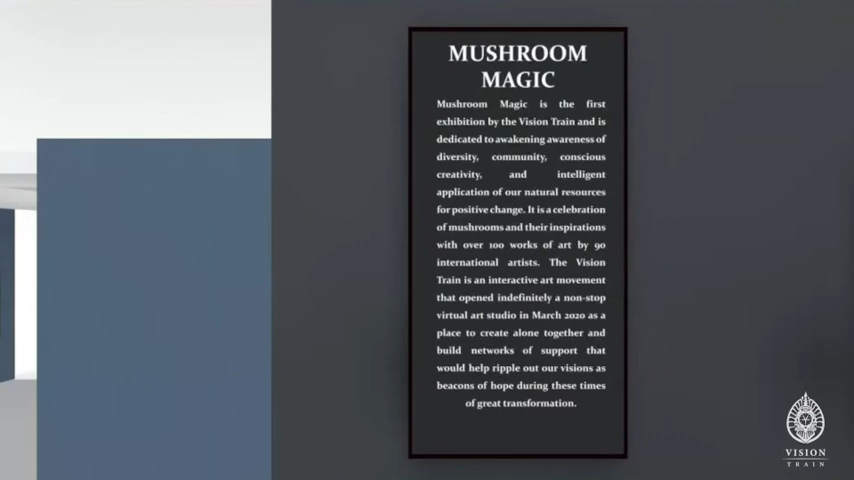 MUSHROOM
MAGIC
Mushroom Magic is the first
exhibition by the Vision Train and is
dedicated to awakening awareness of
diversity, community, conscious
creativity, and intelligent
application of our natural resources
for positive change. It is a celebration
of mushrooms and their inspirations
with over 100 works of art by 90
international artists. The Vision
Train is an interactive art movement
that opened indefinitely a non-stop
virtual art studio in March 2020 as a
place to create alone together and
build networks of support that
would help ripple out our visions as
beacons of hope during these times
of great transformation.
VISION
TRAIN